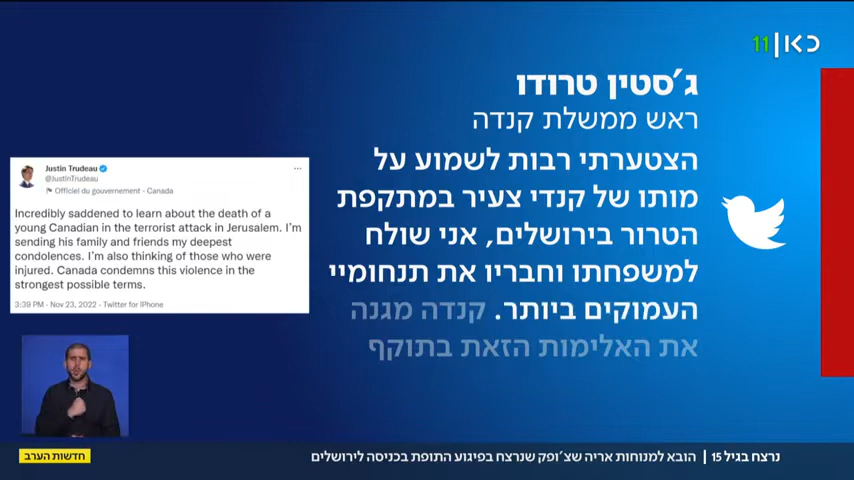 כאן|11
ג׳סטין טרודו
ראש ממשלת קנדה
הצטערתי רבות לשמוע על
מותו של קנדי צעיר במתקפת
הטרור בירושלים, אני שולח
למשפחתו וחבריו את תנחומיי
העמוקים ביותר. קנדה מגנה
את האלימות הזאת בתוקף
Justin Trudeau
@JustinTrudeau
Officiel du gouvernement - Canada
Incredibly saddened to learn about the death of a
young Canadian in the terrorist attack in Jerusalem. I'm
sending his family and friends my deepest
condolences. I'm also thinking of those who were
injured. Canada condemns this violence in the
strongest possible terms.
3:39 PM · Nov 23, 2022 · Twitter for iPhone
נרצח בגיל 15 | הובא למנוחות אריה שצ׳ופק שנרצח בפיגוע התופת בכניסה לירושלים
חדשות הערב